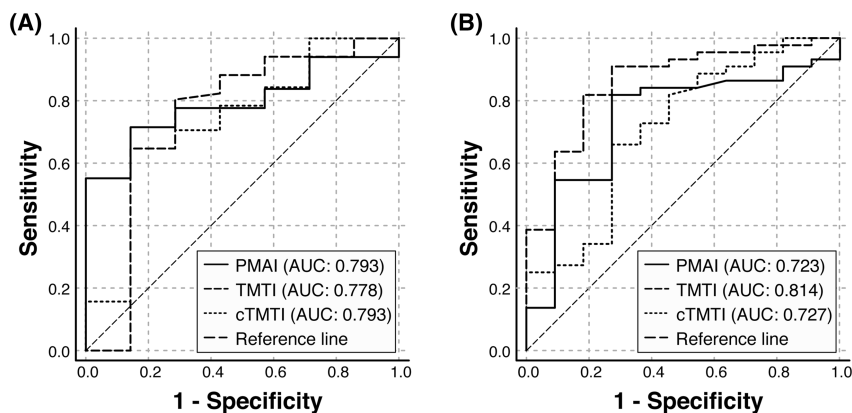 (A)
Sensitivity
1.0
0.8
0.6
0.4
0.2
0.0
PMAI (AUC: 0.793)
TMTI (AUC: 0.778)
cTMTI (AUC: 0.793)
Reference line
0.0 0.2 0.4 0.6 0.8 1.0
1 - Specificity
(B)
Sensitivity
1.0
0.8
0.6
0.4
0.2
0.0
PMAI (AUC: 0.723)
TMTI (AUC: 0.814)
cTMTI (AUC: 0.727)
Reference line
0.0 0.2 0.4 0.6 0.8 1.0
1 - Specificity